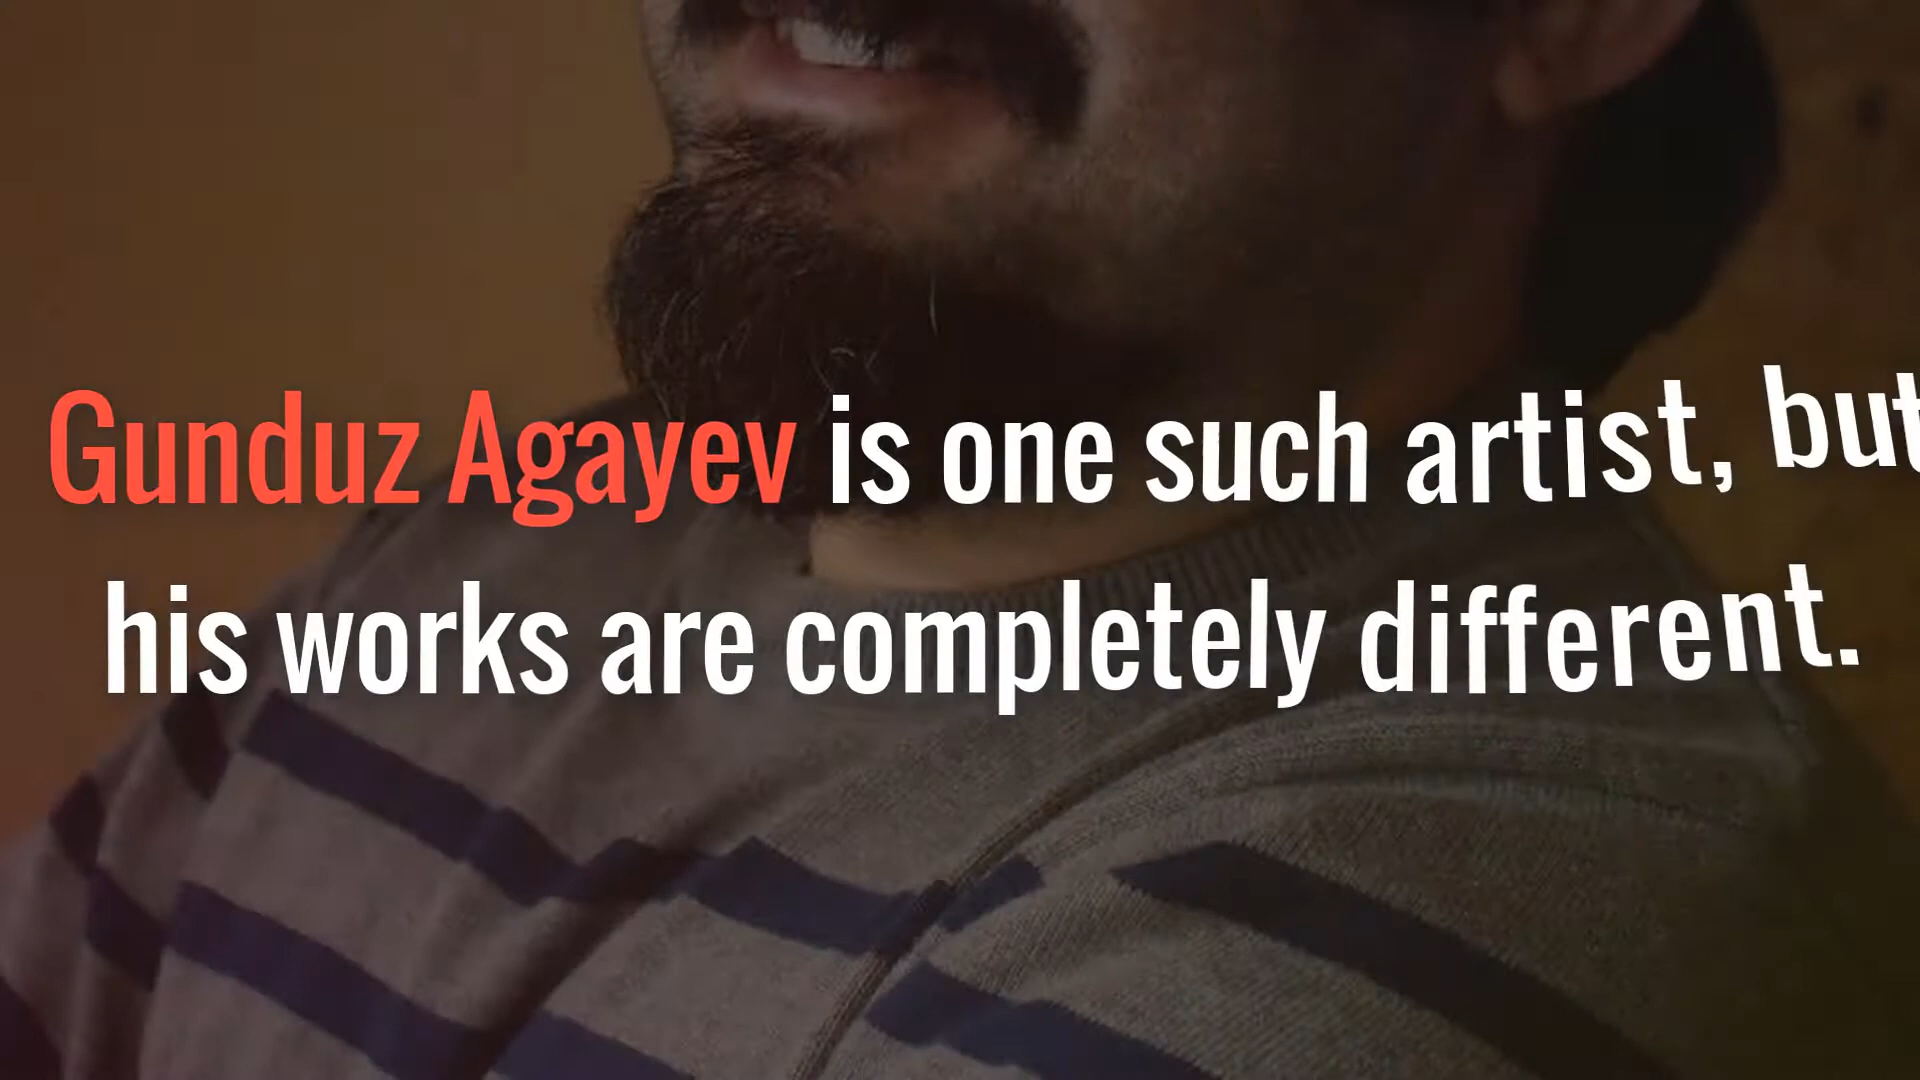 Gunduz Agayev is one such artist, but
his works are completely different.